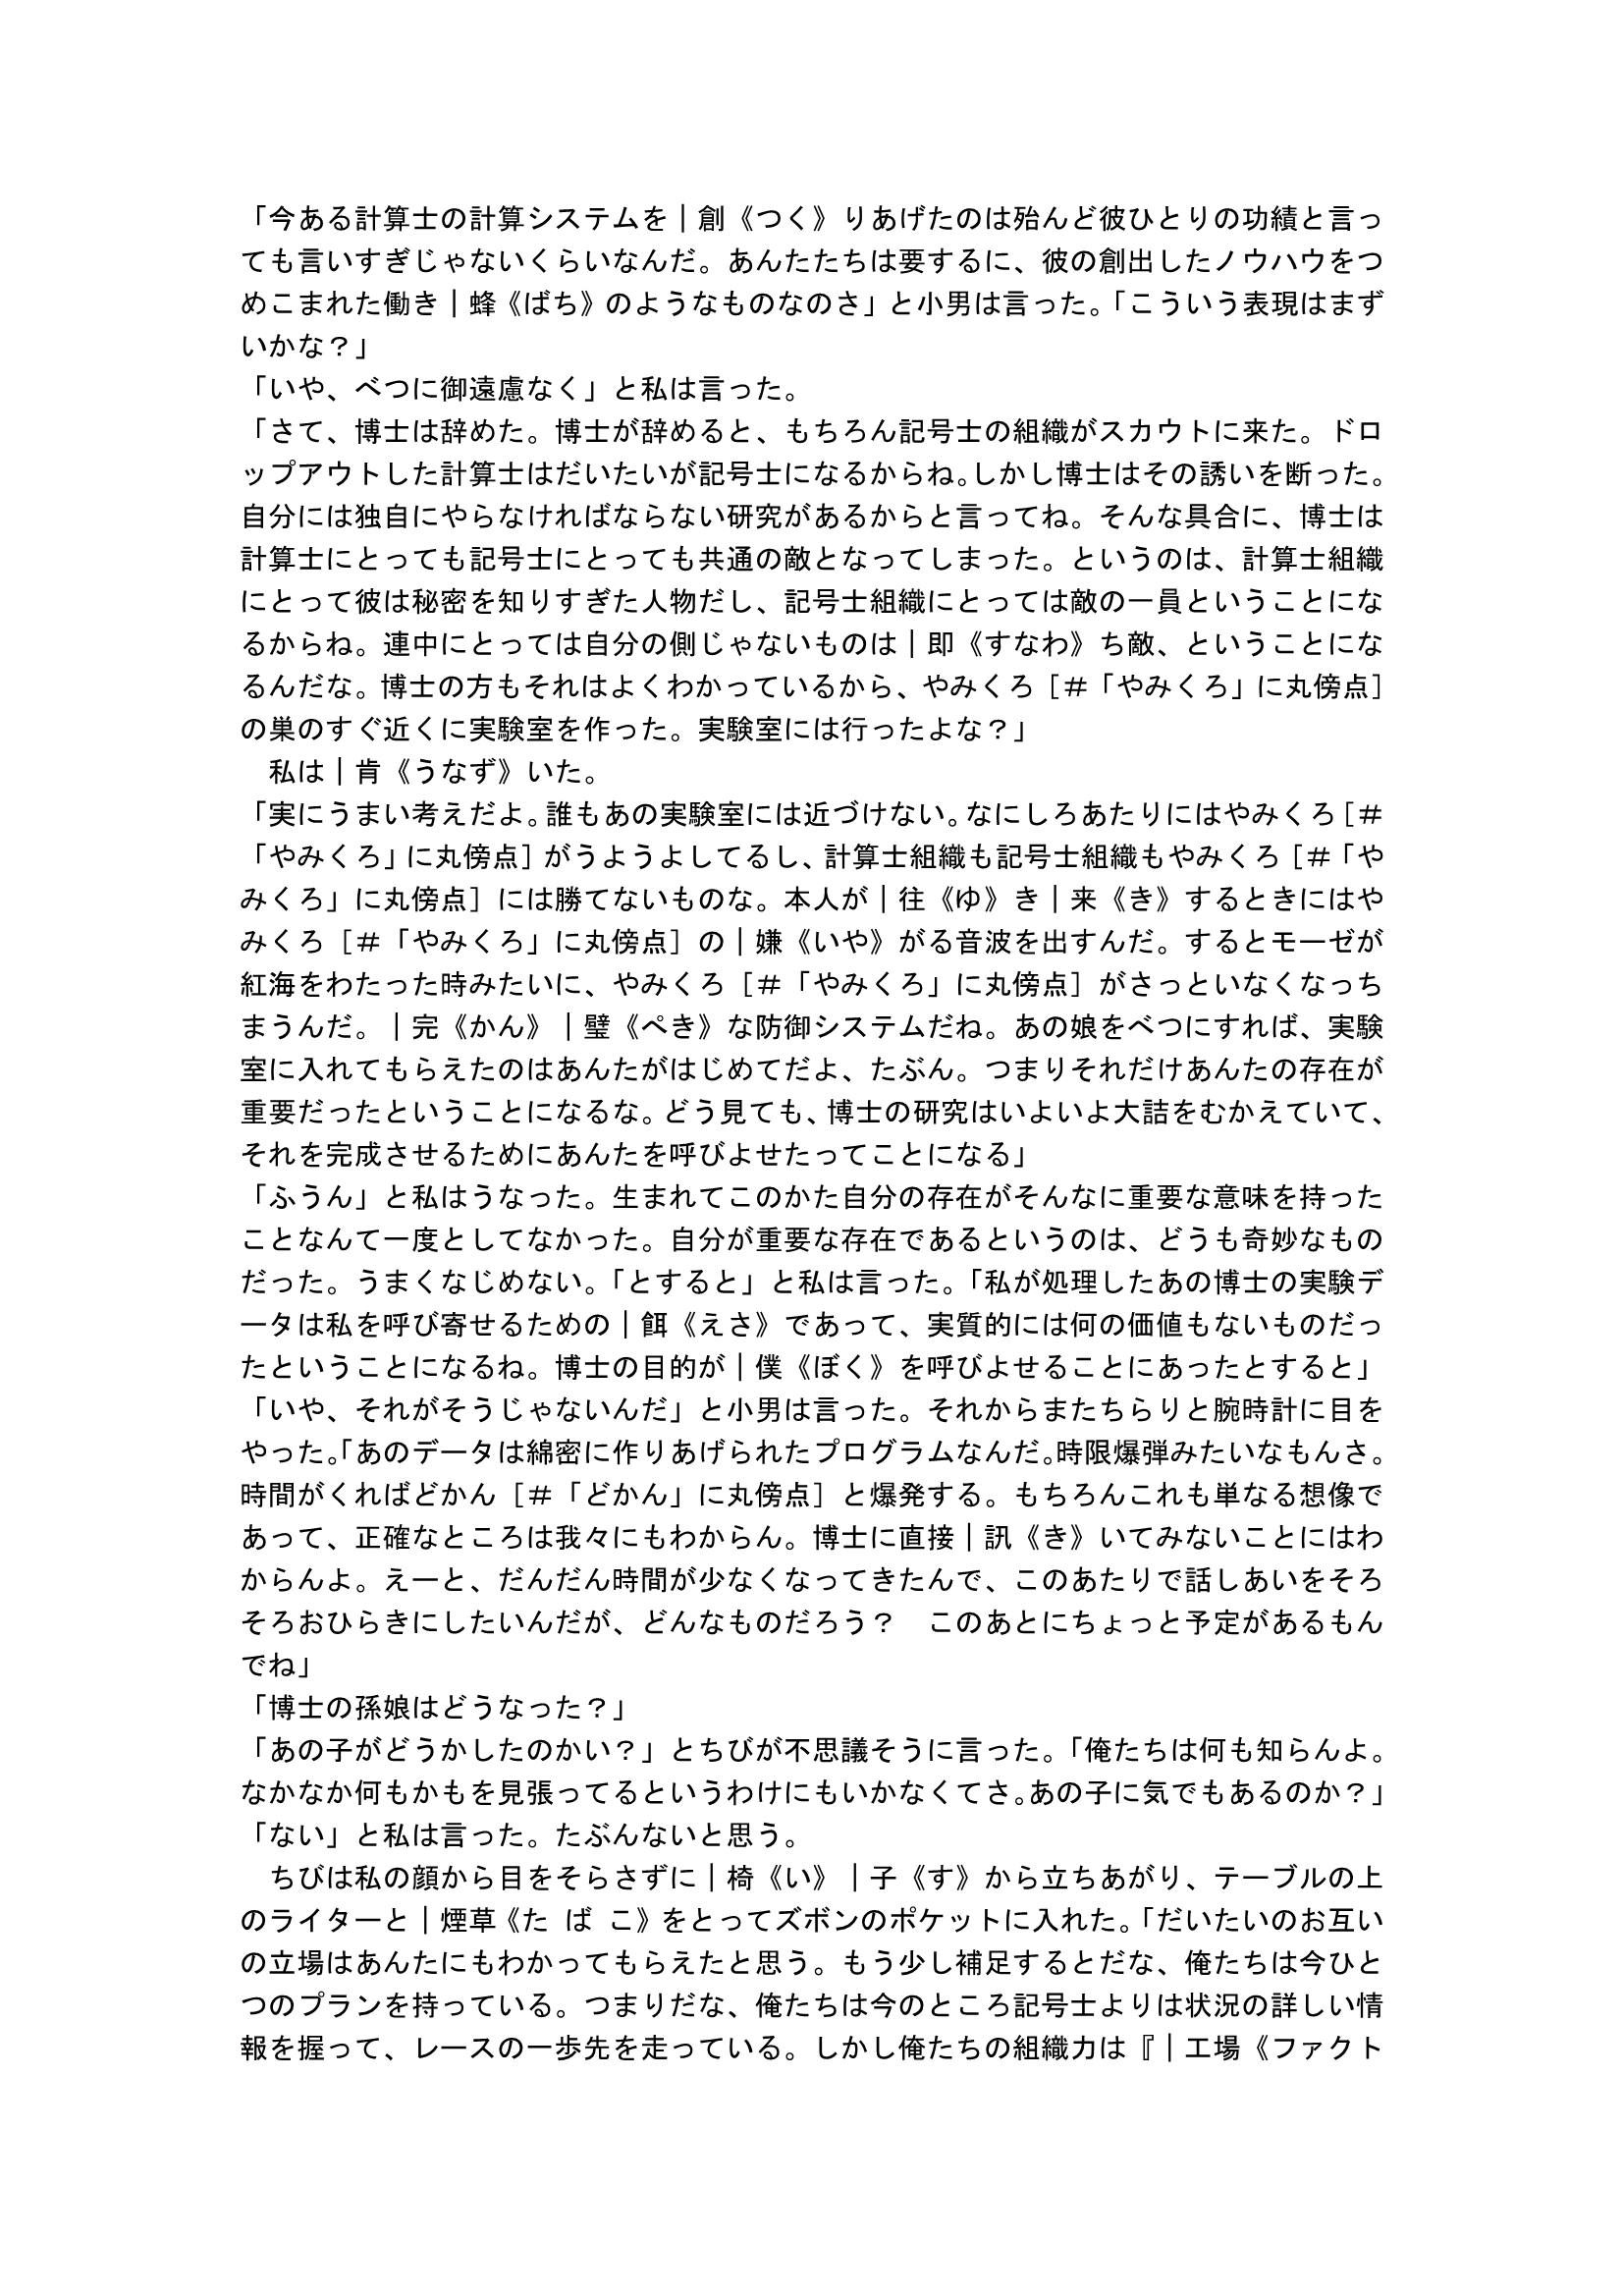 「今ある計算士の計算システムを｜創《つく》りあげたのは殆んど彼ひとりの功績と言っ
ても言いすぎじゃないくらいなんだ。あんたたちは要するに、彼の創出したノウハウをつ
めこまれた働き｜蜂《ばち》のようなものなのさ」と小男は言った。「こういう表現はまず
いかな？」
「いや、べつに御遠慮なく」と私は言った。
「さて、博士は辞めた。博士が辞めると、もちろん記号士の組織がスカウトに来た。ドロ
ップアウトした計算士はだいたいが記号士になるからね。しかし博士はその誘いを断った。
自分には独自にやらなければならない研究があるからと言ってね。そんな具合に、博士は
計算士にとっても記号士にとっても共通の敵となってしまった。というのは、計算士組織
にとって彼は秘密を知りすぎた人物だし、記号士組織にとっては敵の一員ということにな
るからね。連中にとっては自分の側じゃないものは｜即《すなわ》ち敵、ということにな
るんだな。博士の方もそれはよくわかっているから、やみくろ［＃「やみくろ」に丸傍点］
の巣のすぐ近くに実験室を作った。実験室には行ったよな？」
　私は｜肯《うなず》いた。
「実にうまい考えだよ。誰もあの実験室には近づけない。なにしろあたりにはやみくろ［＃
「やみくろ」に丸傍点］がうようよしてるし、計算士組織も記号士組織もやみくろ［＃「や
みくろ」に丸傍点］には勝てないものな。本人が｜往《ゆ》き｜来《き》するときにはや
みくろ［＃「やみくろ」に丸傍点］の｜嫌《いや》がる音波を出すんだ。するとモーゼが
紅海をわたった時みたいに、やみくろ［＃「やみくろ」に丸傍点］がさっといなくなっち
まうんだ。｜完《かん》｜璧《ぺき》な防御システムだね。あの娘をべつにすれば、実験
室に入れてもらえたのはあんたがはじめてだよ、たぶん。つまりそれだけあんたの存在が
重要だったということになるな。どう見ても、博士の研究はいよいよ大詰をむかえていて、
それを完成させるためにあんたを呼びよせたってことになる」
「ふうん」と私はうなった。生まれてこのかた自分の存在がそんなに重要な意味を持った
ことなんて一度としてなかった。自分が重要な存在であるというのは、どうも奇妙なもの
だった。うまくなじめない。「とすると」と私は言った。「私が処理したあの博士の実験デ
ータは私を呼び寄せるための｜餌《えさ》であって、実質的には何の価値もないものだっ
たということになるね。博士の目的が｜僕《ぼく》を呼びよせることにあったとすると」
「いや、それがそうじゃないんだ」と小男は言った。それからまたちらりと腕時計に目を
やった。「あのデータは綿密に作りあげられたプログラムなんだ。時限爆弾みたいなもんさ。
時間がくればどかん［＃「どかん」に丸傍点］と爆発する。もちろんこれも単なる想像で
あって、正確なところは我々にもわからん。博士に直接｜訊《き》いてみないことにはわ
からんよ。えーと、だんだん時間が少なくなってきたんで、このあたりで話しあいをそろ
そろおひらきにしたいんだが、どんなものだろう？　このあとにちょっと予定があるもん
でね」
「博士の孫娘はどうなった？」
「あの子がどうかしたのかい？」とちびが不思議そうに言った。「俺たちは何も知らんよ。
なかなか何もかもを見張ってるというわけにもいかなくてさ。あの子に気でもあるのか？」
「ない」と私は言った。たぶんないと思う。
　ちびは私の顔から目をそらさずに｜椅《い》｜子《す》から立ちあがり、テーブルの上
のライターと｜煙草《た ば こ》をとってズボンのポケットに入れた。「だいたいのお互い
の立場はあんたにもわかってもらえたと思う。もう少し補足するとだな、俺たちは今ひと
つのプランを持っている。つまりだな、俺たちは今のところ記号士よりは状況の詳しい情
報を握って、レースの一歩先を走っている。しかし俺たちの組織力は『｜工場《ファクト